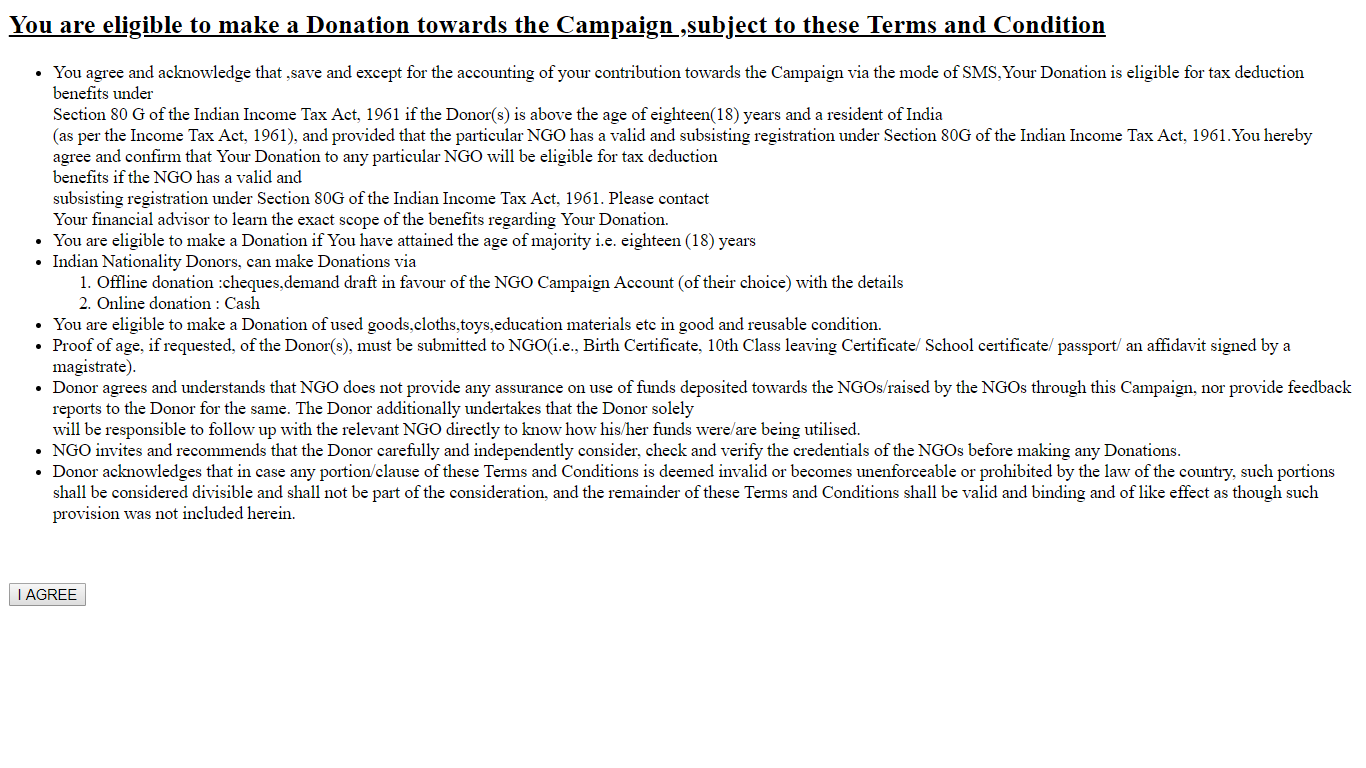 You are eligible to make a Donation towards the Campaign ,subject to these Terms and Condition
• You agree and acknowledge that ,save and except for the accounting of your contribution towards the Campaign via the mode of SMS,Your Donation is eligible for tax deduction
benefits under
Section 80 G of the Indian Income Tax Act, 1961 if the Donor(s) is above the age of eighteen(18) years and a resident of India
(as per the Income Tax Act, 1961), and provided that the particular NGO has a valid and subsisting registration under Section 80G of the Indian Income Tax Act, 1961.You hereby
agree and confirm that Your Donation to any particular NGO will be eligible for tax deduction
benefits if the NGO has a valid and
subsisting registration under Section 80G of the Indian Income Tax Act, 1961. Please contact
Your financial advisor to learn the exact scope of the benefits regarding Your Donation.
• You are eligible to make a Donation if You have attained the age of majority i.e. eighteen (18) years
• Indian Nationality Donors, can make Donations via
1. Offline donation :cheques,demand draft in favour of the NGO Campaign Account (of their choice) with the details
2. Online donation : Cash
• You are eligible to make a Donation of used goods,cloths,toys,education materials etc in good and reusable condition.
• Proof of age, if requested, of the Donor(s), must be submitted to NGO(i.e., Birth Certificate, 10th Class leaving Certificate/ School certificate/ passport/ an affidavit signed by a
magistrate).
• Donor agrees and understands that NGO does not provide any assurance on use of funds deposited towards the NGOs/raised by the NGOs through this Campaign, nor provide feedback
reports to the Donor for the same. The Donor additionally undertakes that the Donor solely
will be responsible to follow up with the relevant NGO directly to know how his/her funds were/are being utilised.
• NGO invites and recommends that the Donor carefully and independently consider, check and verify the credentials of the NGOs before making any Donations.
• Donor acknowledges that in case any portion/clause of these Terms and Conditions is deemed invalid or becomes unenforceable or prohibited by the law of the country, such portions
shall be considered divisible and shall not be part of the consideration, and the remainder of these Terms and Conditions shall be valid and binding and of like effect as though such
provision was not included herein.
I AGREE